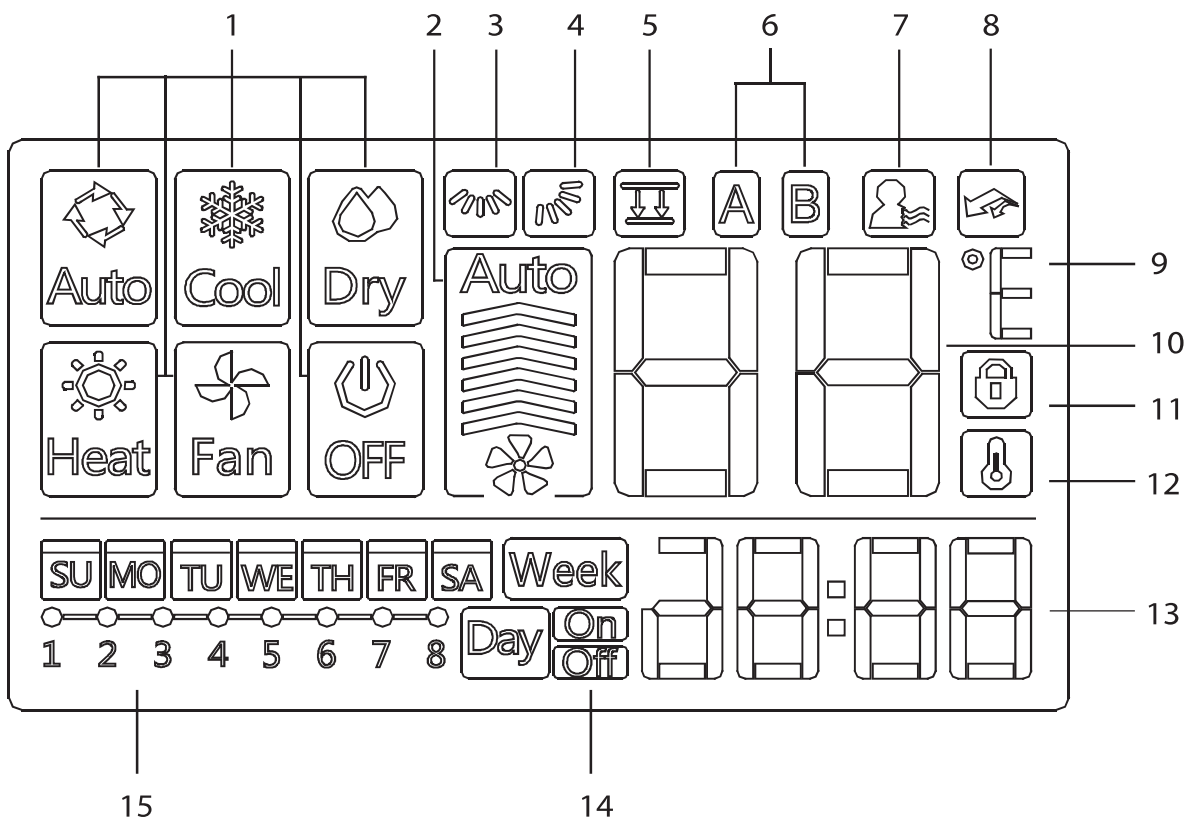 1 2 3 4 5 6 7 8
A B
Auto Cool Dry Auto
9
10
Heat Fan OFF
11
12
SU MO TU WE TH FR SA Week
1 2 3 4 5 6 7 8 Day On
Off
88:88
13
15 14